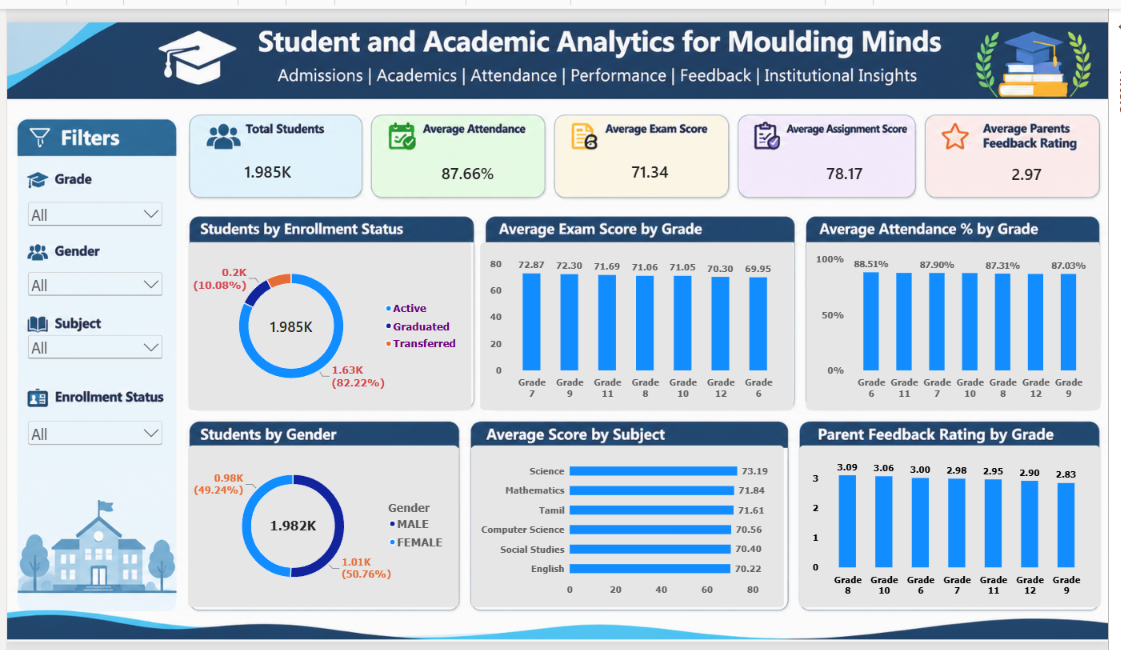 Student and Academic Analytics for Moulding Minds
Admissions | Academics | Attendance | Performance | Feedback | Institutional Insights
Filters
Grade
All
Gender
All
Subject
All
Enrollment Status
All
Total Students
1.985K
Average Attendance
87.66%
Average Exam Score
71.34
Average Assignment Score
78.17
Average Parents
Feedback Rating
2.97
Students by Enrollment Status
0.2K
(10.08%)
1.985K
1.63K
(82.22%)
Active
Graduated
Transferred
Average Exam Score by Grade
80
60
40
20
0
72.87 72.30 71.69 71.06 71.05 70.30 69.95
Grade Grade Grade Grade Grade Grade Grade
7 9 11 8 10 12 6
Average Attendance % by Grade
100%
50%
0%
88.51% 87.90% 87.31% 87.03%
Grade Grade Grade Grade Grade Grade Grade
6 11 7 10 8 12 9
Students by Gender
0.98K
(49.24%)
1.982K
1.01K
(50.76%)
Gender
MALE
FEMALE
Average Score by Subject
Science 73.19
Mathematics 71.84
Tamil 71.61
Computer Science 70.56
Social Studies 70.40
English 70.22
0 20 40 60 80
Parent Feedback Rating by Grade
3
2
1
0
3.09 3.06 3.00 2.98 2.95 2.90 2.83
Grade Grade Grade Grade Grade Grade Grade
8 10 6 7 11 12 9